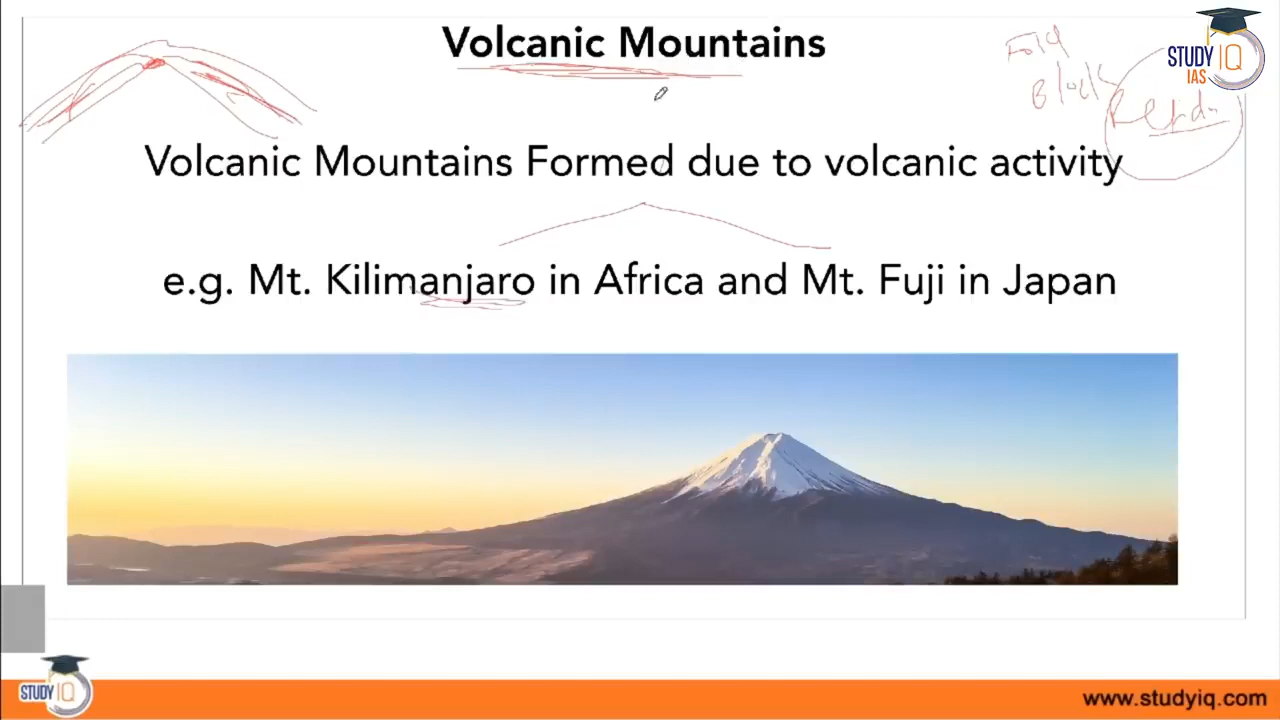 Volcanic Mountains
Fold
Block
STUDY IQ
IAS
Volcanic Mountains Formed due to volcanic activity
e.g. Mt. Kilimanjaro in Africa and Mt. Fuji in Japan
STUDY IQ
www.studyiq.com